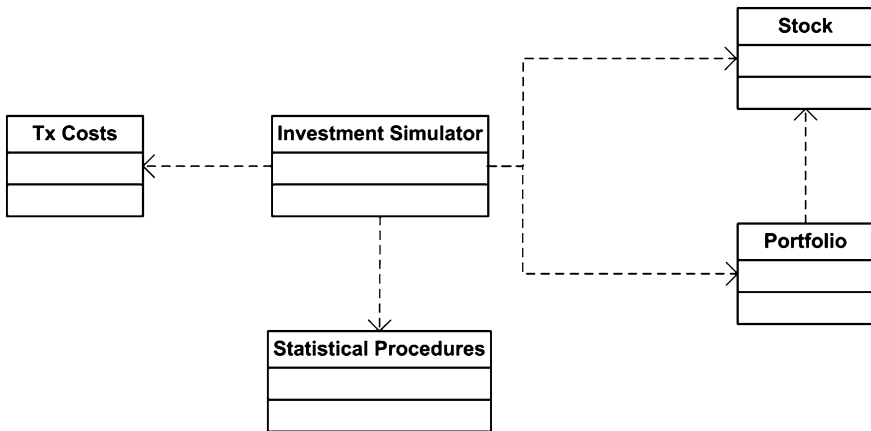 Stock
Tx Costs
Investment Simulator
Portfolio
Statistical Procedures